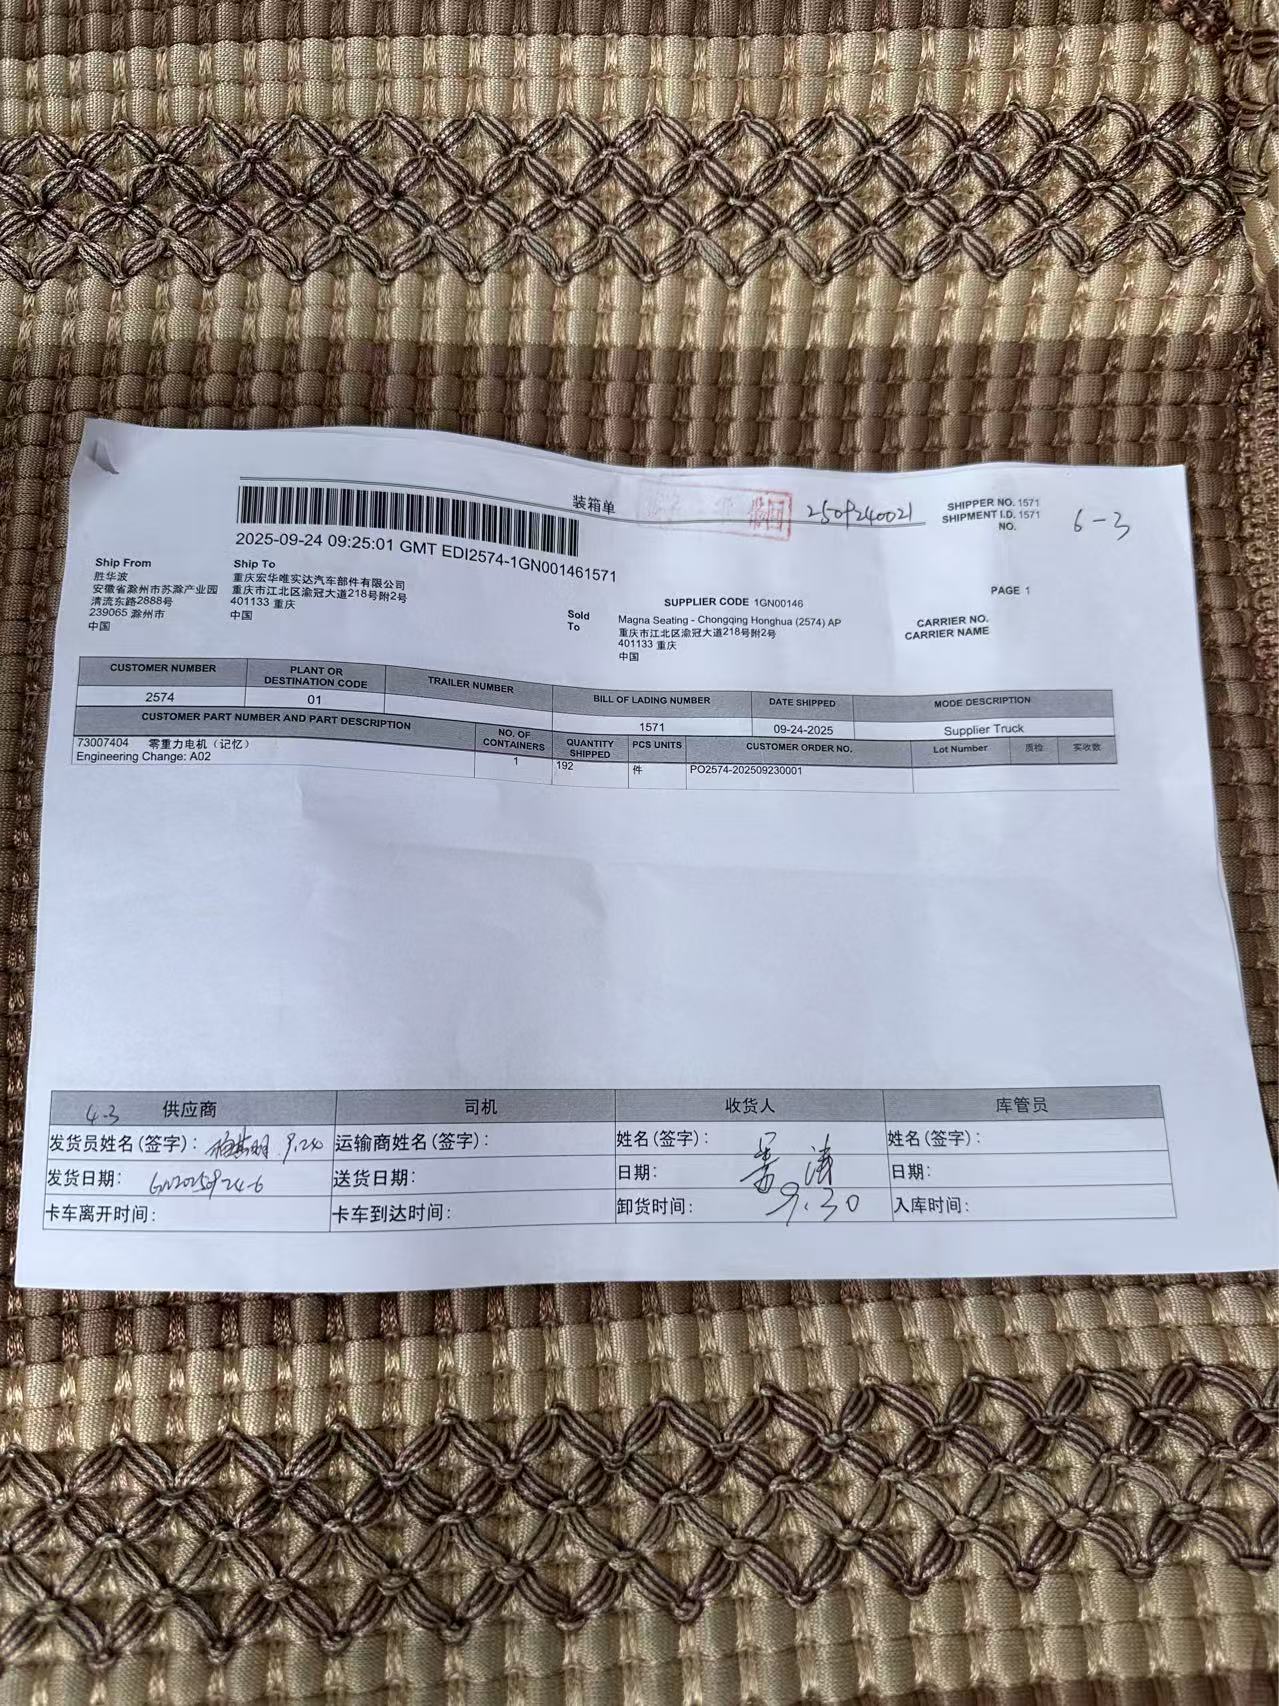 装箱单
2509240021
SHIPPER NO. 1571
SHIPMENT I.D. 1571
NO.
6-3
2025-09-24 09:25:01 GMT EDI2574-1GN001461571
PAGE 1
Ship From
胜华波
安徽省滁州市苏滁产业园
清流东路2888号
239065 滁州市
中国
Ship To
重庆宏华唯实达汽车部件有限公司
重庆市江北区渝冠大道218号附2号
401133 重庆
中国
SUPPLIER CODE 1GN00146
Sold To
Magna Seating - Chongqing Honghua (2574) AP
重庆市江北区渝冠大道218号附2号
401133 重庆
中国
CARRIER NO.
CARRIER NAME
CUSTOMER NUMBER PLANT OR DESTINATION CODE TRAILER NUMBER BILL OF LADING NUMBER DATE SHIPPED MODE DESCRIPTION
2574 01 1571 09-24-2025 Supplier Truck
CUSTOMER PART NUMBER AND PART DESCRIPTION NO. OF CONTAINERS QUANTITY SHIPPED PCS UNITS CUSTOMER ORDER NO. Lot Number 质检 实收数
73007404 零重力电机（记忆） 1 192 件 PO2574-202509230001
Engineering Change: A02
4-3 供应商 司机 收货人 库管员
发货员姓名(签字): 9.24 运输商姓名(签字): 姓名(签字): 姓名(签字):
发货日期: 送货日期: 日期: 日期:
卡车离开时间: 卡车到达时间: 卸货时间: 9.30 入库时间: